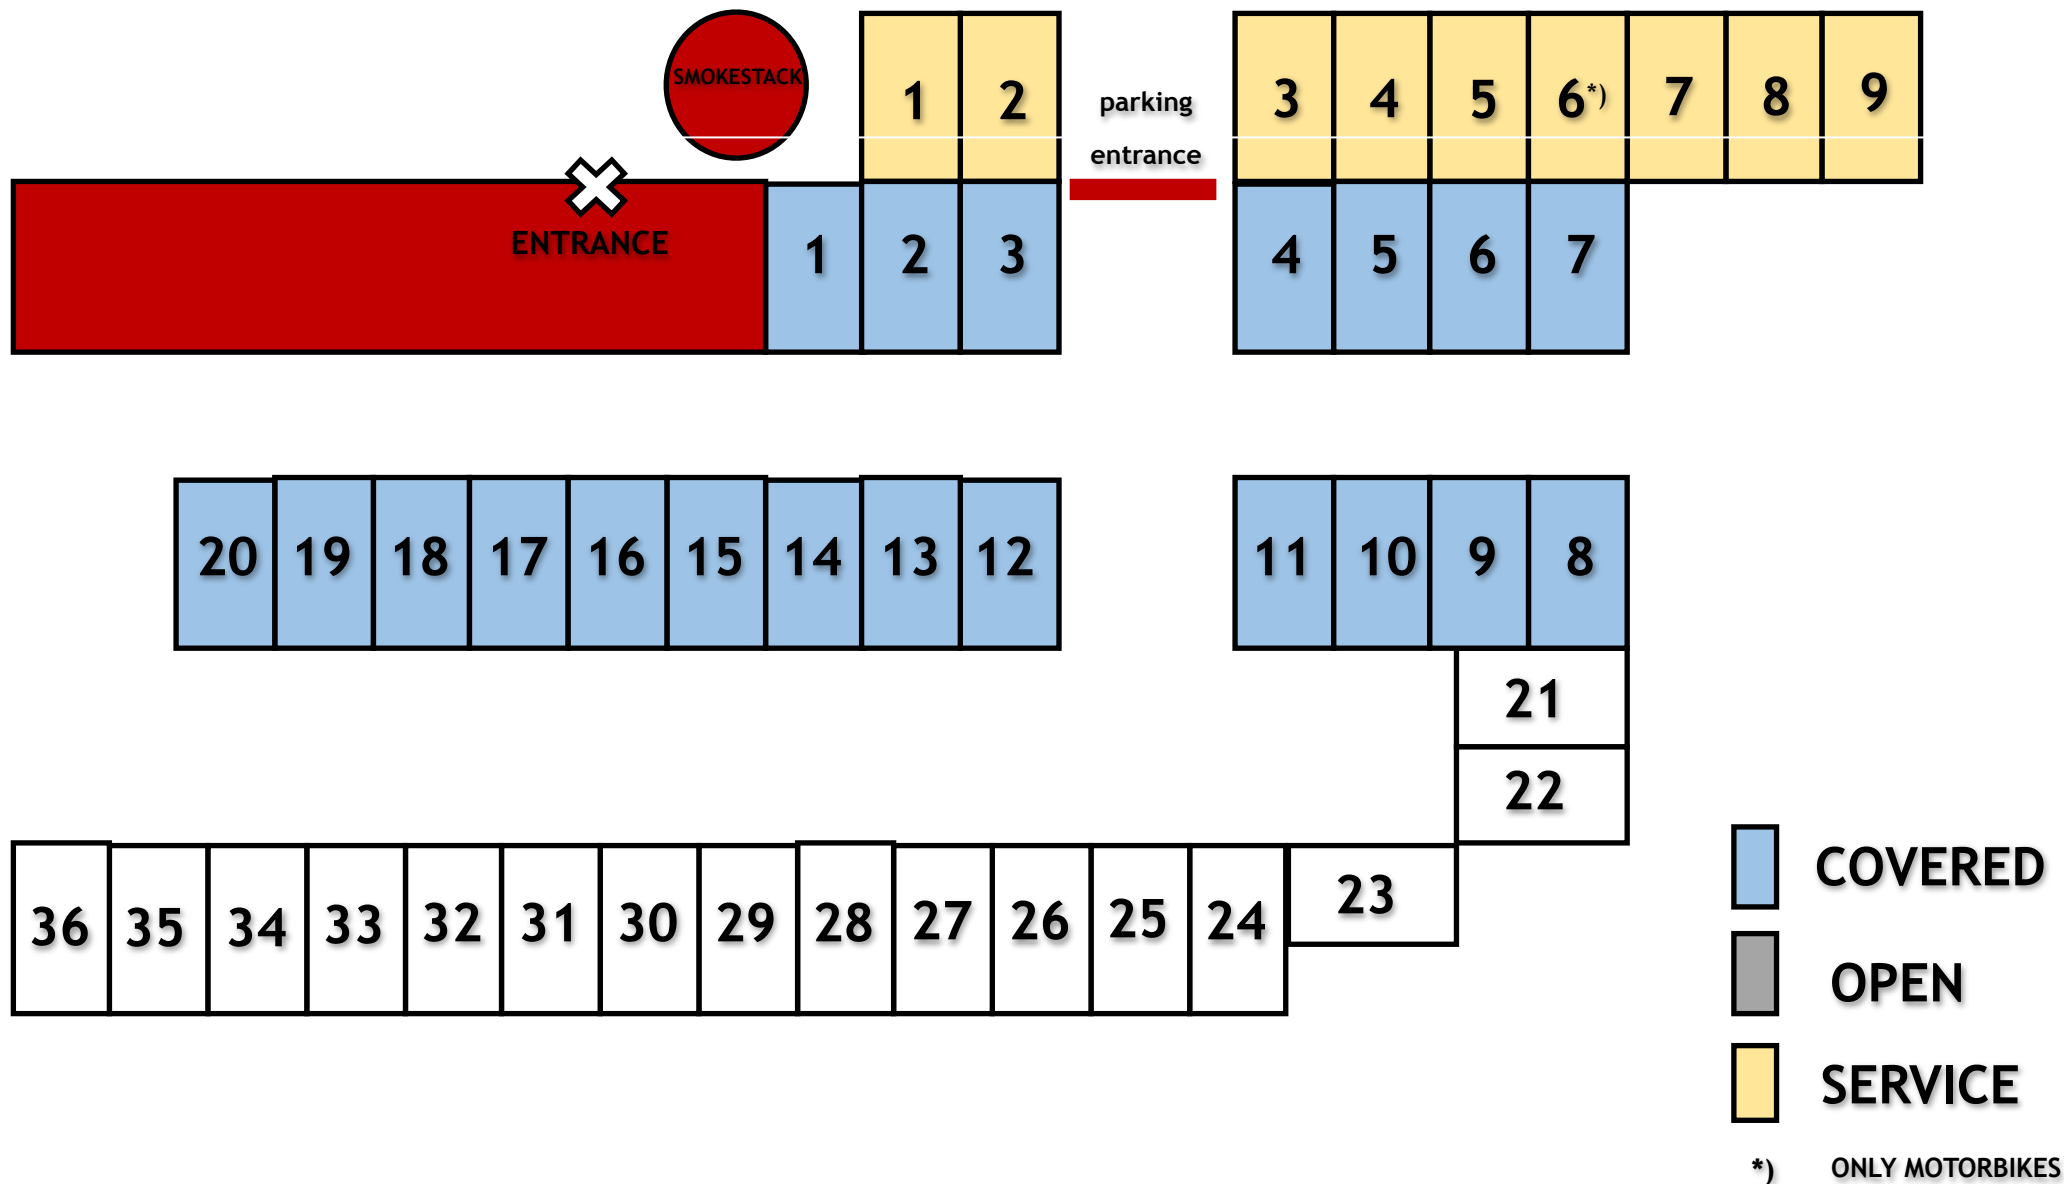 SMOKESTACK
1 2
parking
entrance
3 4 5 6*) 7 8 9
ENTRANCE
1 2 3
4 5 6 7
20 19 18 17 16 15 14 13 12
11 10 9 8
21
22
36 35 34 33 32 31 30 29 28 27 26 25 24 23
COVERED
OPEN
SERVICE
*) ONLY MOTORBIKES